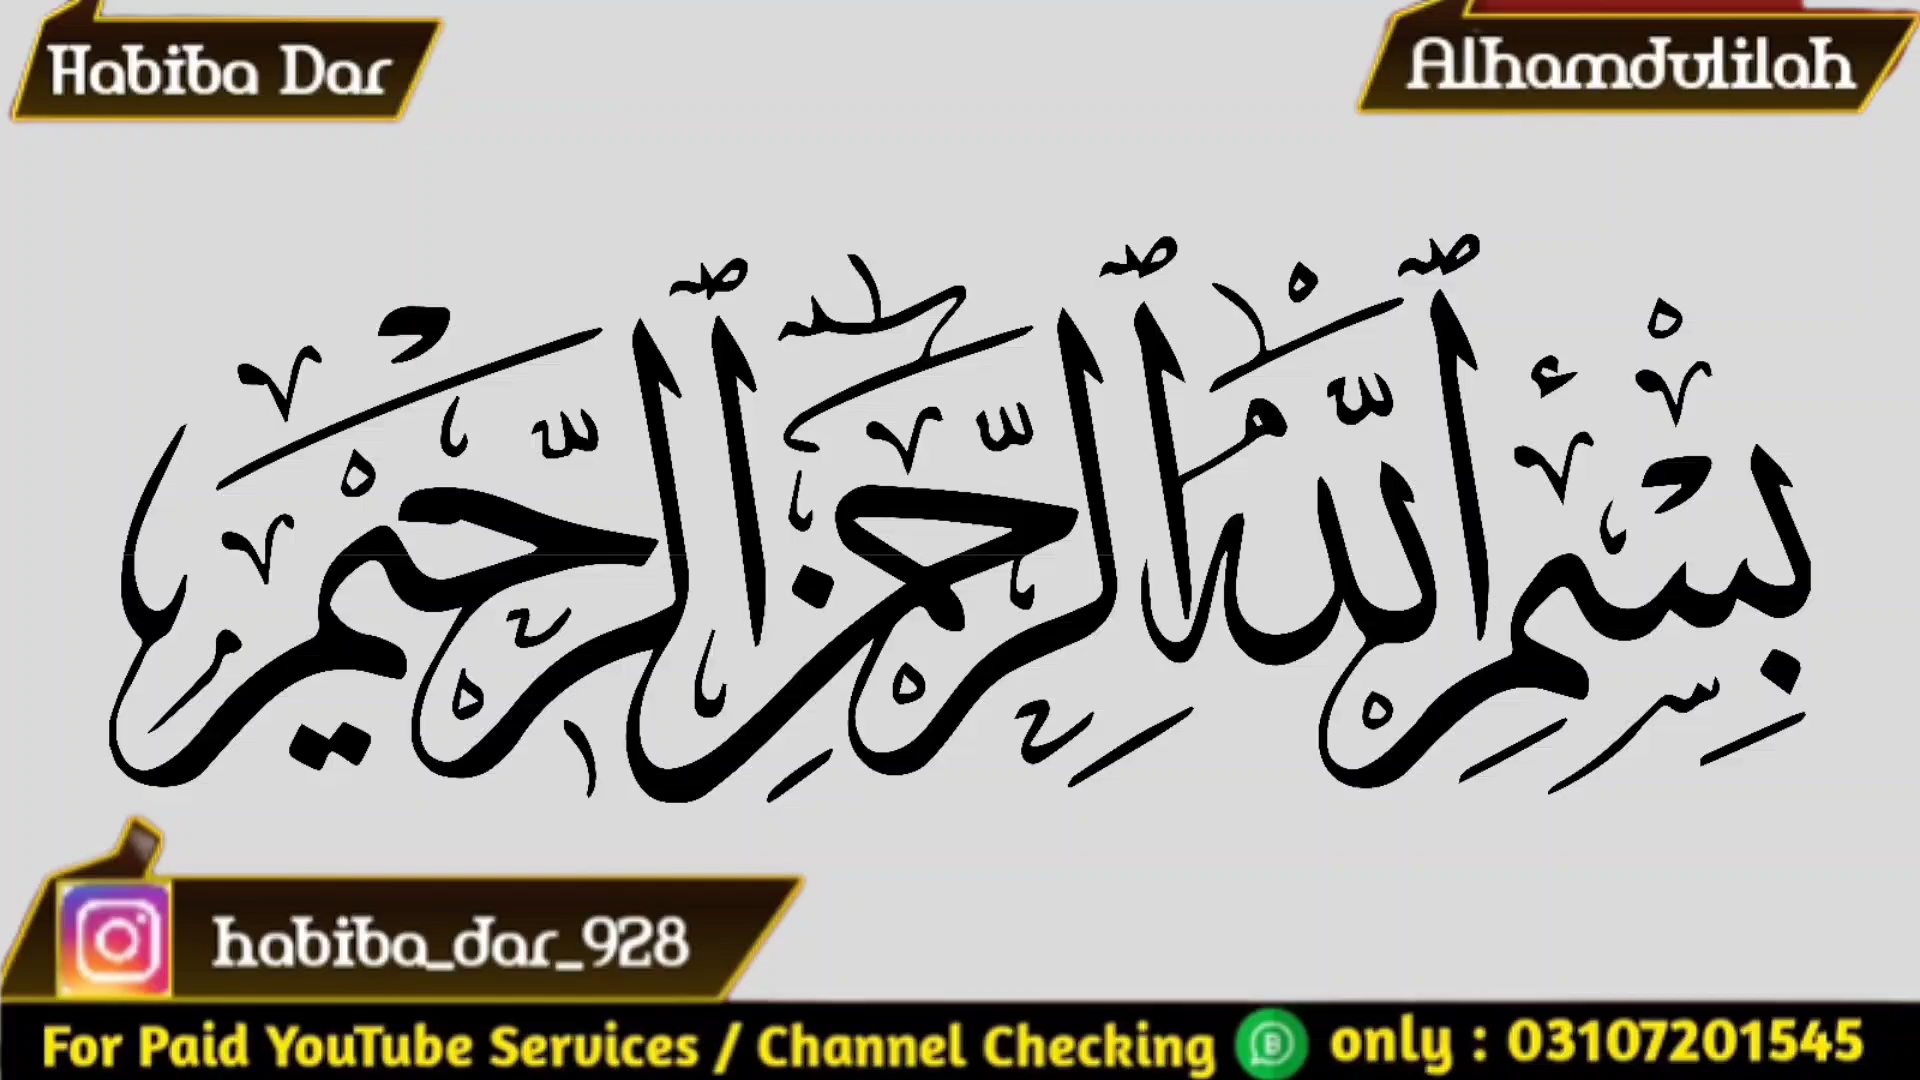 Habiba Dar
Alhamdulilah
بِسْمِ ٱللَّهِ ٱلرَّحْمَٰنِ ٱلرَّحِيمِ
habiba_dar_928
For Paid YouTube Services / Channel Checking only : 03107201545